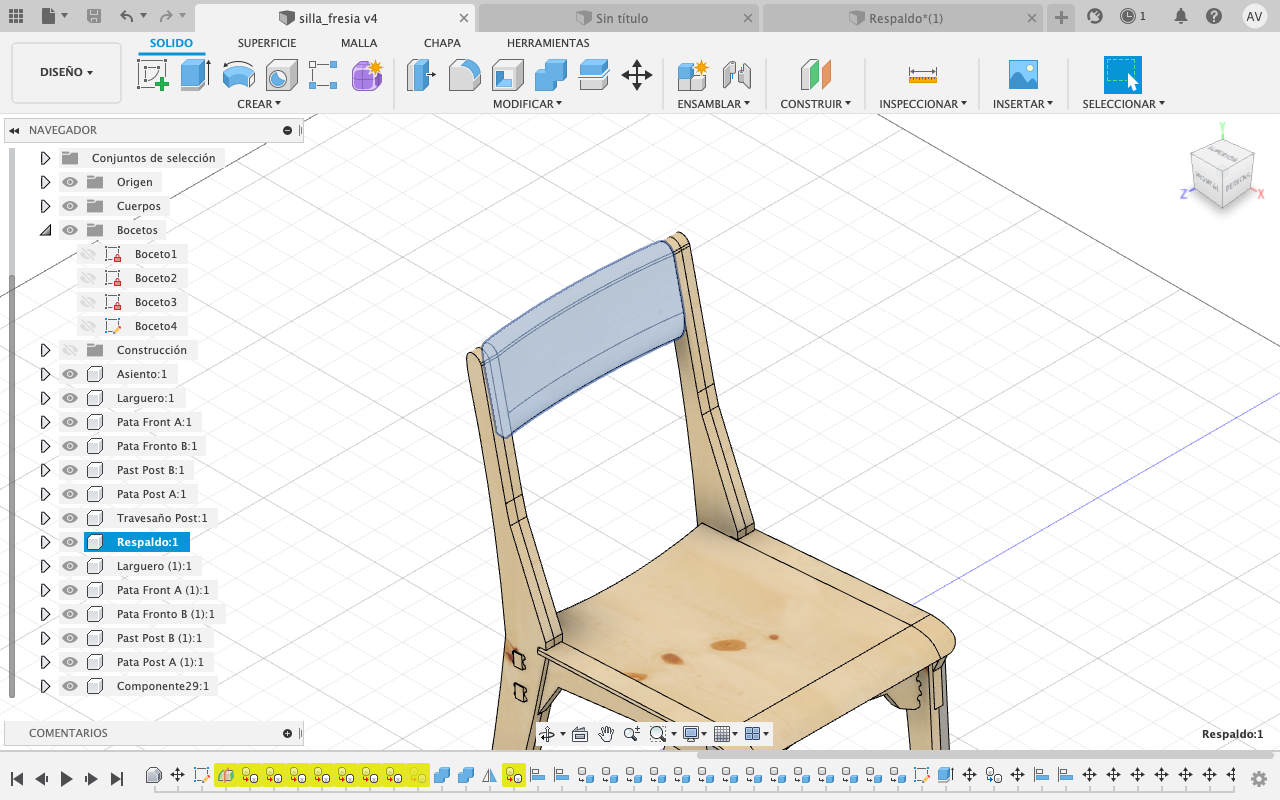 silla_fresia v4
Sin título
Respaldo*(1)
1
AV
DISEÑO
SOLIDO
SUPERFICIE
MALLA
CHAPA
HERRAMIENTAS
CREAR
MODIFICAR
ENSAMBLAR
CONSTRUIR
INSPECCIONAR
INSERTAR
SELECCIONAR
NAVEGADOR
Conjuntos de selección
Origen
Cuerpos
Bocetos
Boceto1
Boceto2
Boceto3
Boceto4
Construcción
Asiento:1
Larguero:1
Pata Front A:1
Pata Fronto B:1
Past Post B:1
Pata Post A:1
Travesaño Post:1
Respaldo:1
Larguero (1):1
Pata Front A (1):1
Pata Fronto B (1):1
Past Post B (1):1
Pata Post A (1):1
Componente29:1
COMENTARIOS
Y
Z
X
Respaldo:1